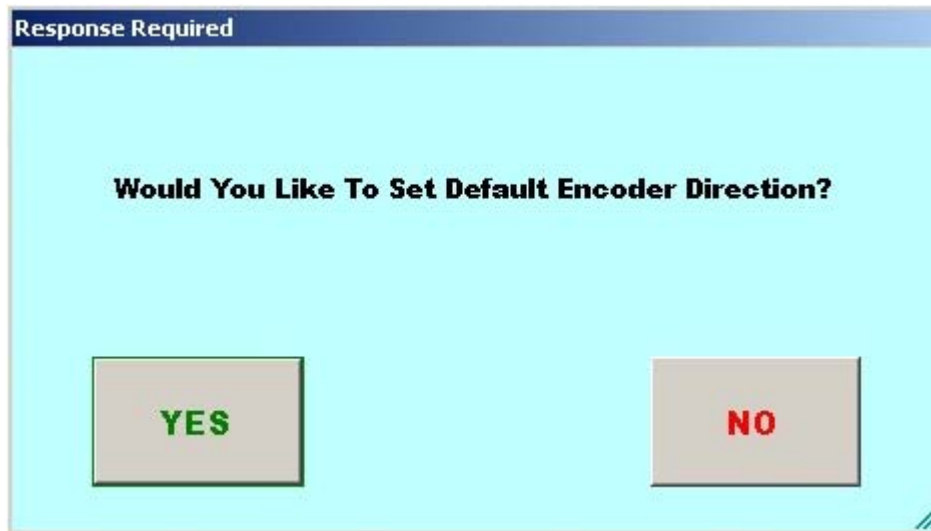 Response Required
Would You Like To Set Default Encoder Direction?
YES
NO